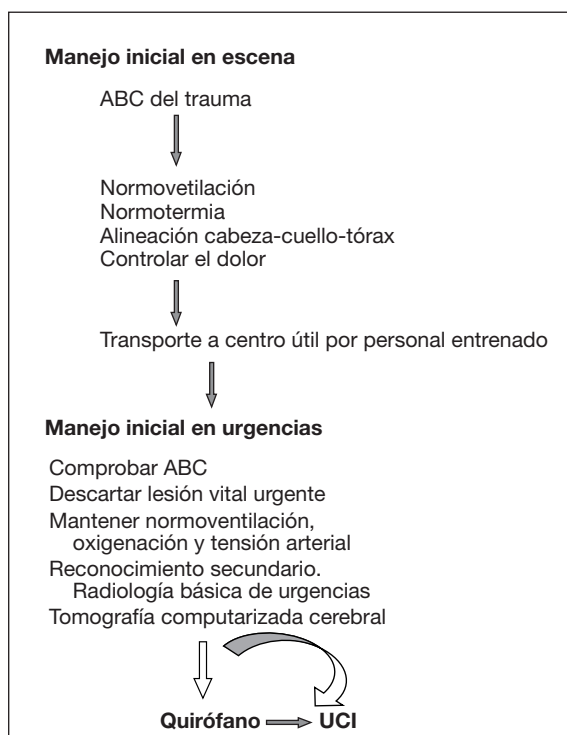 Manejo inicial en escena
ABC del trauma
Normovetilación
Normotermia
Alineación cabeza-cuello-tórax
Controlar el dolor
Transporte a centro útil por personal entrenado
Manejo inicial en urgencias
Comprobar ABC
Descartar lesión vital urgente
Mantener normoventilación,
oxigenación y tensión arterial
Reconocimiento secundario.
Radiología básica de urgencias
Tomografía computarizada cerebral
Quirófano UCI